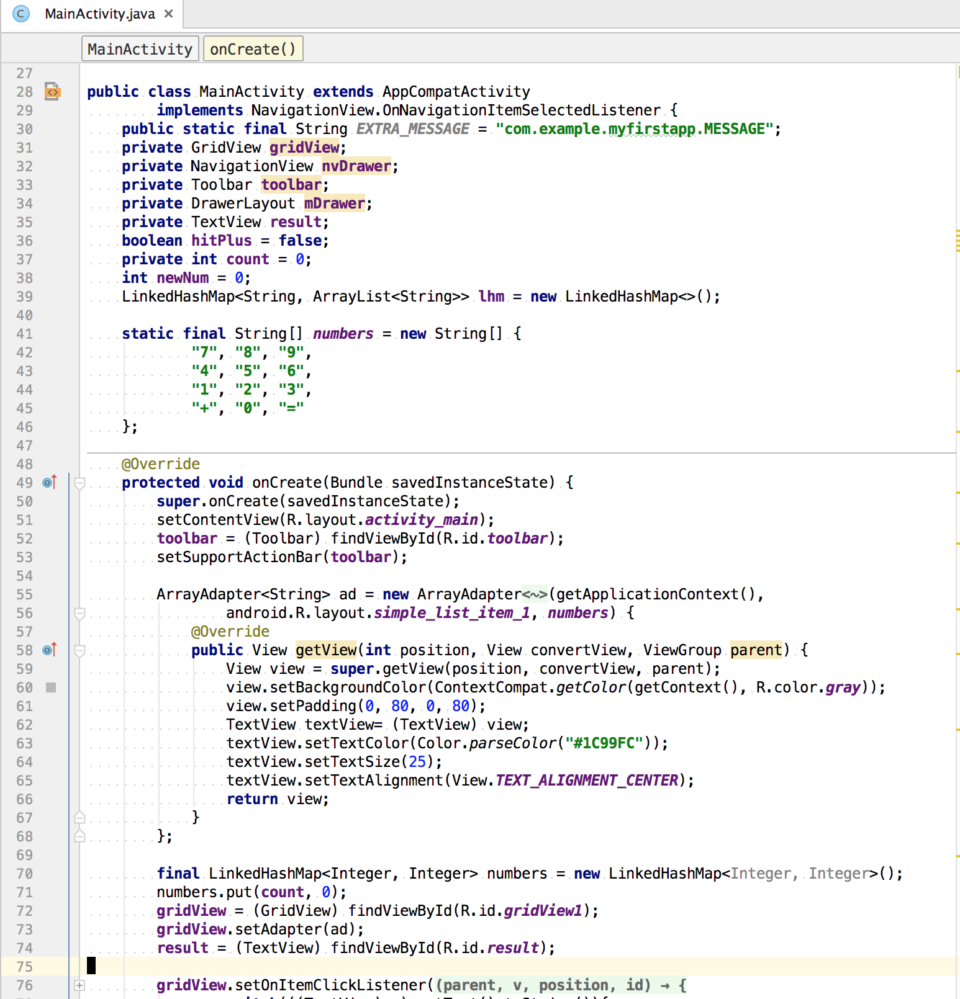 C MainActivity.java ×
MainActivity onCreate()
27
28 public class MainActivity extends AppCompatActivity
29 implements NavigationView.OnNavigationItemSelectedListener {
30 public static final String EXTRA_MESSAGE = "com.example.myfirstapp.MESSAGE";
31 private GridView gridView;
32 private NavigationView nvDrawer;
33 private Toolbar toolbar;
34 private DrawerLayout mDrawer;
35 private TextView result;
36 boolean hitPlus = false;
37 private int count = 0;
38 int newNum = 0;
39 LinkedHashMap<String, ArrayList<String>> lhm = new LinkedHashMap<>();
40
41 static final String[] numbers = new String[] {
42 "7", "8", "9",
43 "4", "5", "6",
44 "1", "2", "3",
45 "+", "0", "="
46 };
47
48 @Override
49 protected void onCreate(Bundle savedInstanceState) {
50 super.onCreate(savedInstanceState);
51 setContentView(R.layout.activity_main);
52 toolbar = (Toolbar) findViewById(R.id.toolbar);
53 setSupportActionBar(toolbar);
54
55 ArrayAdapter<String> ad = new ArrayAdapter<~>(getApplicationContext(),
56 android.R.layout.simple_list_item_1, numbers) {
57 @Override
58 public View getView(int position, View convertView, ViewGroup parent) {
59 View view = super.getView(position, convertView, parent);
60 view.setBackgroundColor(ContextCompat.getColor(getContext(), R.color.gray));
61 view.setPadding(0, 80, 0, 80);
62 TextView textView= (TextView) view;
63 textView.setTextColor(Color.parseColor("#1C99FC"));
64 textView.setTextSize(25);
65 textView.setTextAlignment(View.TEXT_ALIGNMENT_CENTER);
66 return view;
67 }
68 };
69
70 final LinkedHashMap<Integer, Integer> numbers = new LinkedHashMap<Integer, Integer>();
71 numbers.put(count, 0);
72 gridView = (GridView) findViewById(R.id.gridView1);
73 gridView.setAdapter(ad);
74 result = (TextView) findViewById(R.id.result);
75
76 gridView.setOnItemClickListener((parent, v, position, id) → {